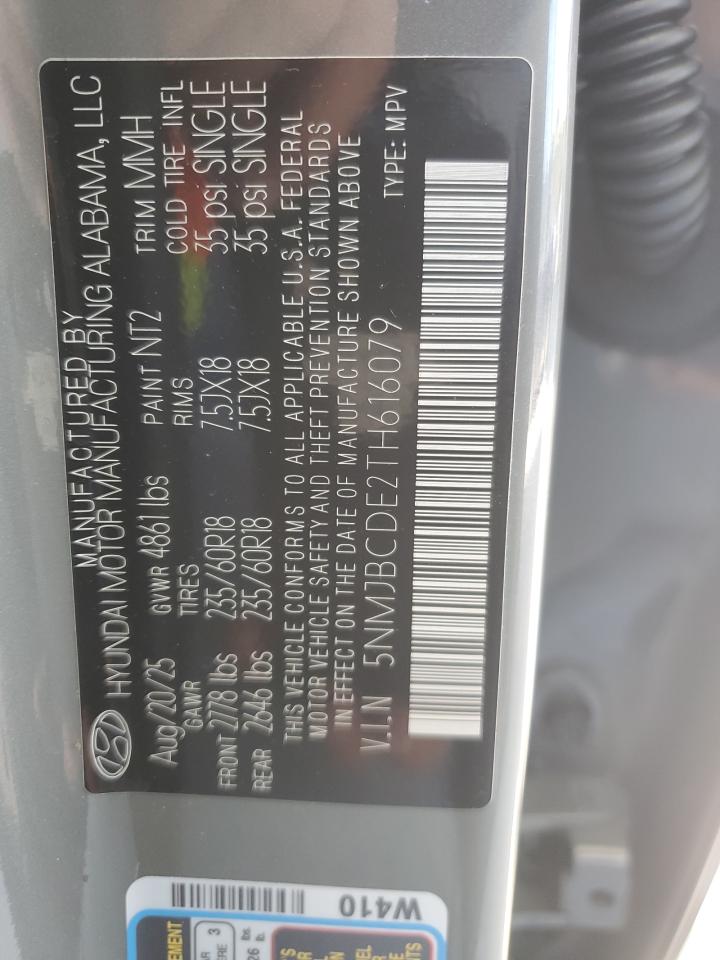 MANUFACTURED BY
HYUNDAI MOTOR MANUFACTURING ALABAMA, LLC
Aug/20/25 GVWR 4861 lbs PAINT NT2 TRIM MMH
GAWR TIRES RIMS COLD TIRE INFL
FRONT 2778 lbs 235/60R18 7.5JX18 35 psi SINGLE
REAR 2646 lbs 235/60R18 7.5JX18 35 psi SINGLE
THIS VEHICLE CONFORMS TO ALL APPLICABLE U.S.A. FEDERAL
MOTOR VEHICLE SAFETY AND THEFT PREVENTION STANDARDS
IN EFFECT ON THE DATE OF MANUFACTURE SHOWN ABOVE
V.I.N 5NMJBCDE2TH616079 TYPE: MPV
W410
EMENT
3